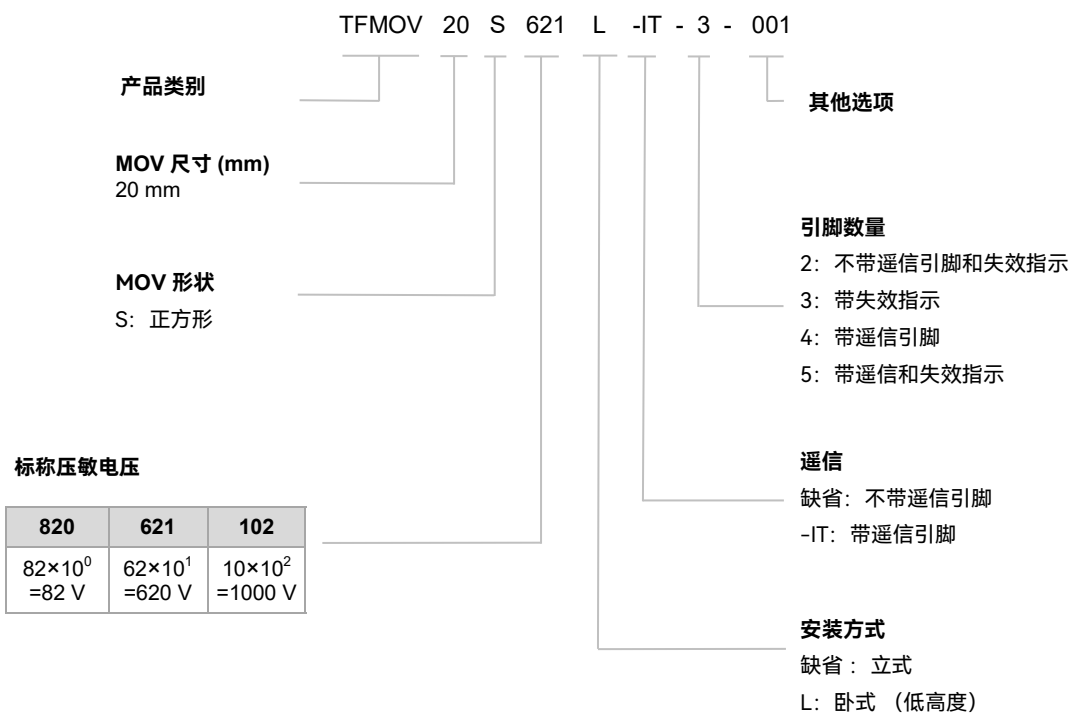 TFMOV 20 S 621 L -IT - 3 - 001
产品类别
其他选项
MOV 尺寸 (mm)
20 mm
引脚数量
2：不带遥信引脚和失效指示
3：带失效指示
4：带遥信引脚
5：带遥信和失效指示
MOV 形状
S：正方形
标称压敏电压
820 621 102
82×10⁰ 62×10¹ 10×10²
=82 V =620 V =1000 V
遥信
缺省：不带遥信引脚
-IT：带遥信引脚
安装方式
缺省 ：立式
L：卧式 （低高度）